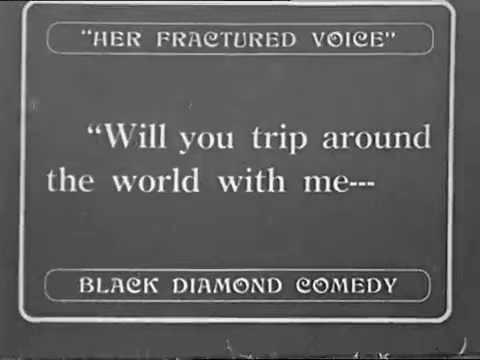 "HER FRACTURED VOICE"
"Will you trip around
the world with me---
BLACK DIAMOND COMEDY